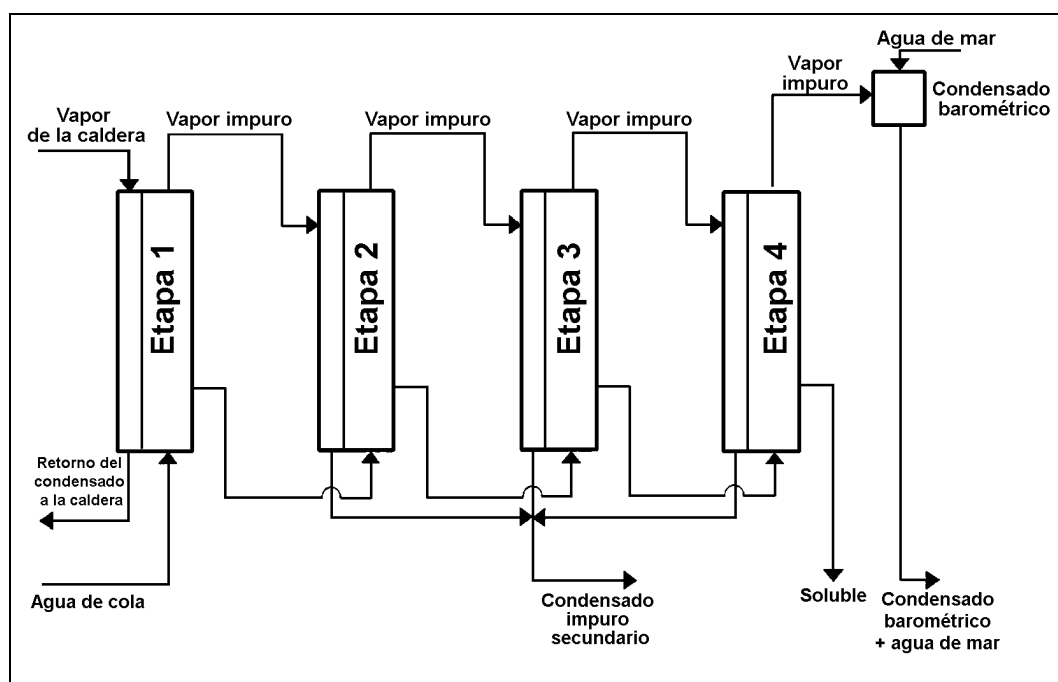 Agua de mar
Vapor
impuro
Condensado
barométrico
Vapor
de la caldera
Vapor impuro
Vapor impuro
Vapor impuro
Etapa 1
Etapa 2
Etapa 3
Etapa 4
Retorno del
condensado
a la caldera
Agua de cola
Condensado
impuro
secundario
Soluble
Condensado
barométrico
+ agua de mar